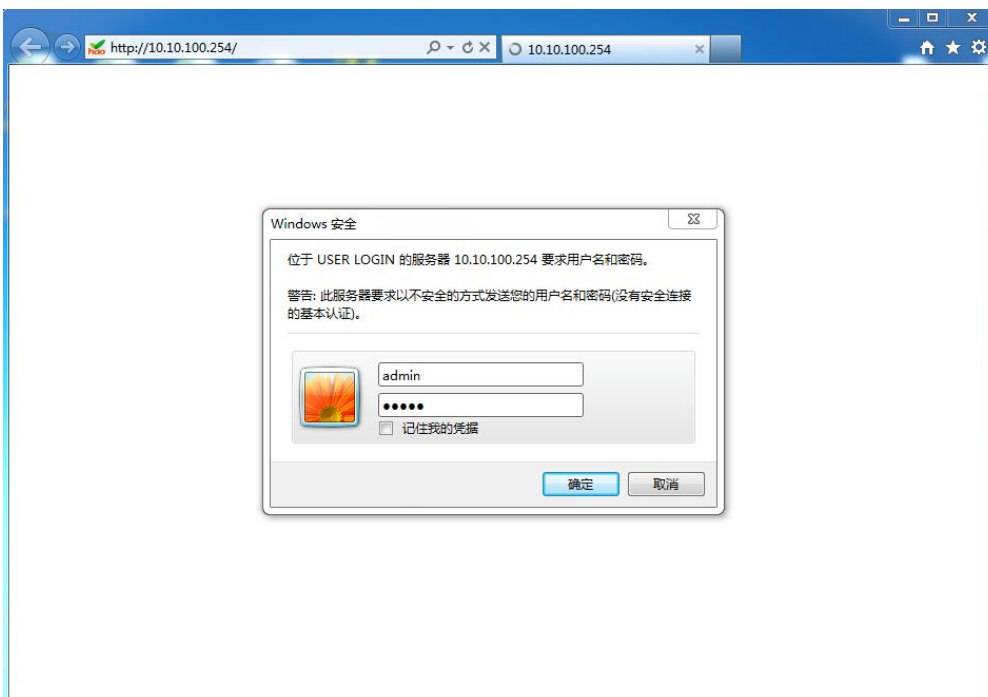 hao http://10.10.100.254/
10.10.100.254
Windows 安全
位于 USER LOGIN 的服务器 10.10.100.254 要求用户名和密码。
警告: 此服务器要求以不安全的方式发送您的用户名和密码(没有安全连接
的基本认证)。
admin
●●●●●
记住我的凭据
确定 取消